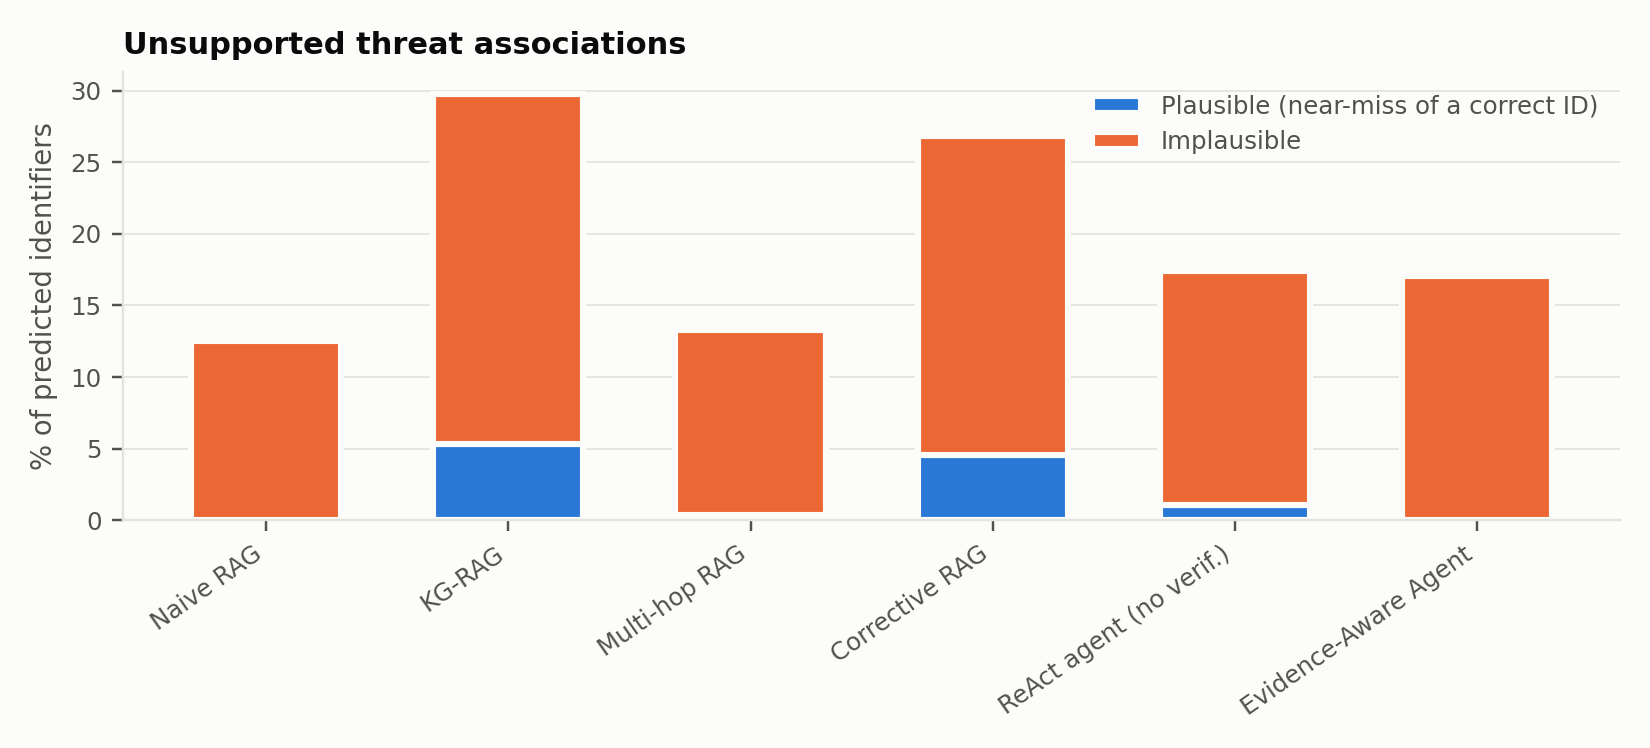 Unsupported threat associations
% of predicted identifiers
30
25
20
15
10
5
0
Plausible (near-miss of a correct ID)
Implausible
Naive RAG
KG-RAG
Multi-hop RAG
Corrective RAG
ReAct agent (no verif.)
Evidence-Aware Agent